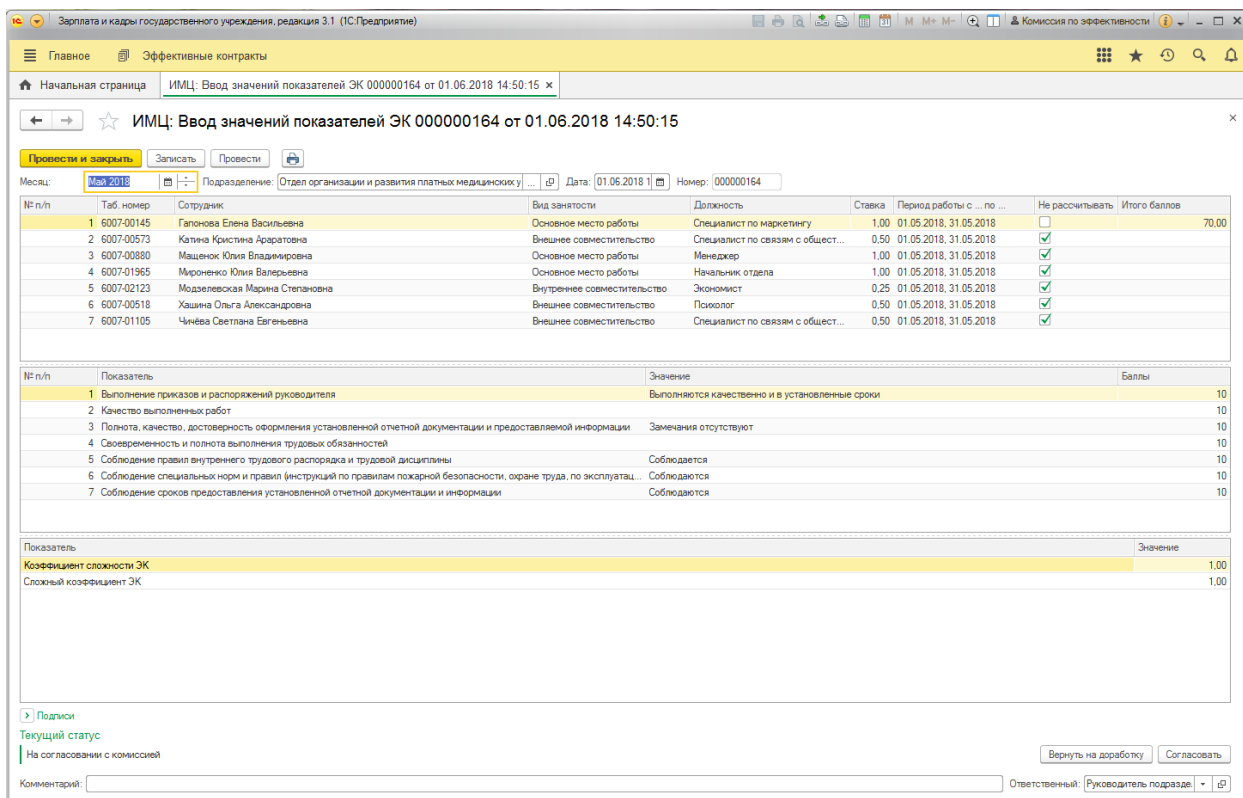 Зарплата и кадры государственного учреждения, редакция 3.1 (1С:Предприятие) M M+ M- Комиссия по эффективности
Главное Эффективные контракты
Начальная страница ИМЦ: Ввод значений показателей ЭК 000000164 от 01.06.2018 14:50:15 ×
ИМЦ: Ввод значений показателей ЭК 000000164 от 01.06.2018 14:50:15
Провести и закрыть Записать Провести
Месяц: Май 2018 Подразделение: Отдел организации и развития платных медицинских у ... Дата: 01.06.2018 1 Номер: 000000164
№ п/п Таб. номер Сотрудник Вид занятости Должность Ставка Период работы с ... по ... Не рассчитывать Итого баллов
1 6007-00145 Гапонова Елена Васильевна Основное место работы Специалист по маркетингу 1,00 01.05.2018, 31.05.2018 70,00
2 6007-00573 Катина Кристина Араратовна Внешнее совместительство Специалист по связям с общест... 0,50 01.05.2018, 31.05.2018
3 6007-00880 Мащенок Юлия Владимировна Основное место работы Менеджер 1,00 01.05.2018, 31.05.2018
4 6007-01965 Мироненко Юлия Валерьевна Основное место работы Начальник отдела 1,00 01.05.2018, 31.05.2018
5 6007-02123 Модзелевская Марина Степановна Внутреннее совместительство Экономист 0,25 01.05.2018, 31.05.2018
6 6007-00518 Хашина Ольга Александровна Внешнее совместительство Психолог 0,50 01.05.2018, 31.05.2018
7 6007-01105 Чичёва Светлана Евгеньевна Внешнее совместительство Специалист по связям с общест... 0,50 01.05.2018, 31.05.2018
№ п/п Показатель Значение Баллы
1 Выполнение приказов и распоряжений руководителя Выполняются качественно и в установленные сроки 10
2 Качество выполненных работ 10
3 Полнота, качество, достоверность оформления установленной отчетной документации и предоставляемой информации Замечания отсутствуют 10
4 Своевременность и полнота выполнения трудовых обязанностей 10
5 Соблюдение правил внутреннего трудового распорядка и трудовой дисциплины Соблюдается 10
6 Соблюдение специальных норм и правил (инструкций по правилам пожарной безопасности, охране труда, по эксплуатац... Соблюдаются 10
7 Соблюдение сроков предоставления установленной отчетной документации и информации Соблюдаются 10
Показатель Значение
Коэффициент сложности ЭК 1,00
Сложный коэффициент ЭК 1,00
Подписи
Текущий статус
На согласовании с комиссией Вернуть на доработку Согласовать
Комментарий: Ответственный: Руководитель подразде